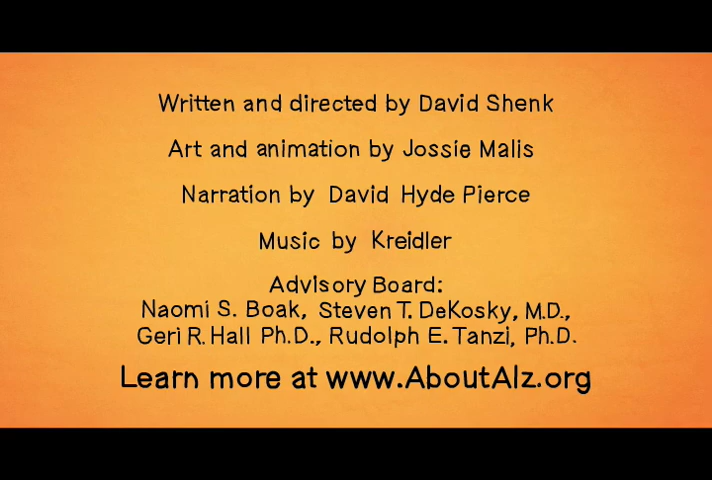 Written and directed by David Shenk
Art and animation by Jossie Malis
Narration by David Hyde Pierce
Music by Kreidler
Advisory Board:
Naomi S. Boak, Steven T. DeKosky, M.D.,
Geri R. Hall Ph.D., Rudolph E. Tanzi, Ph.D.
Learn more at www.AboutAlz.org